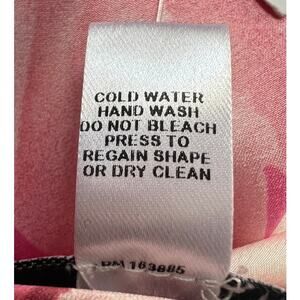 COLD WATER
HAND WASH
DO NOT BLEACH
PRESS TO
REGAIN SHAPE
OR DRY CLEAN
RN 163885